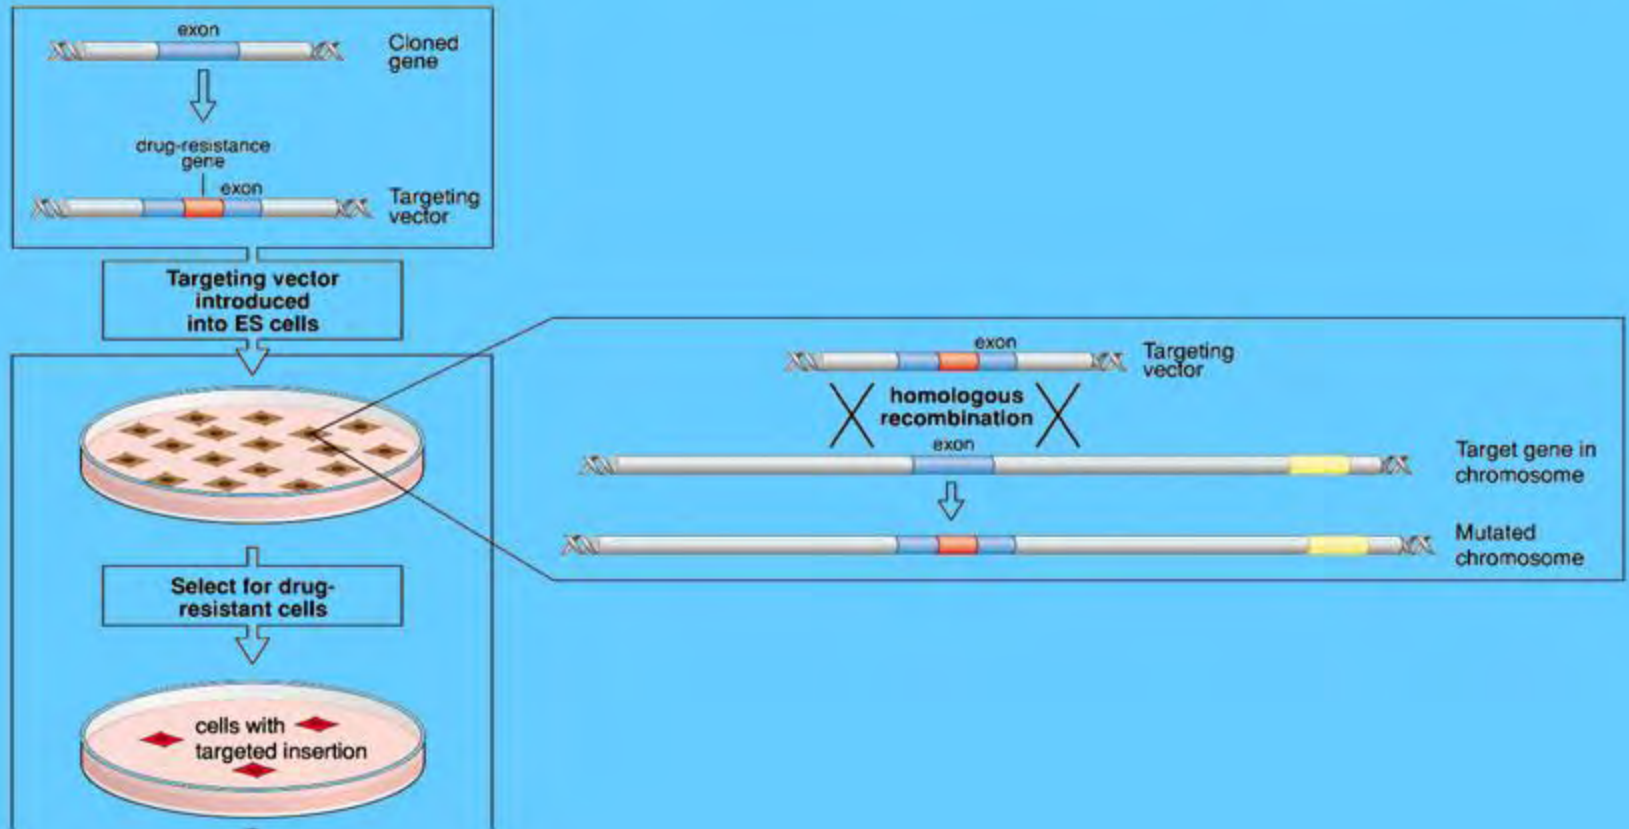 exon
Cloned
gene
drug-resistance
gene
exon
Targeting
vector
Targeting vector
introduced
into ES cells
exon
Targeting
vector
homologous
recombination
exon
Target gene in
chromosome
Mutated
chromosome
Select for drug-
resistant cells
cells with
targeted insertion